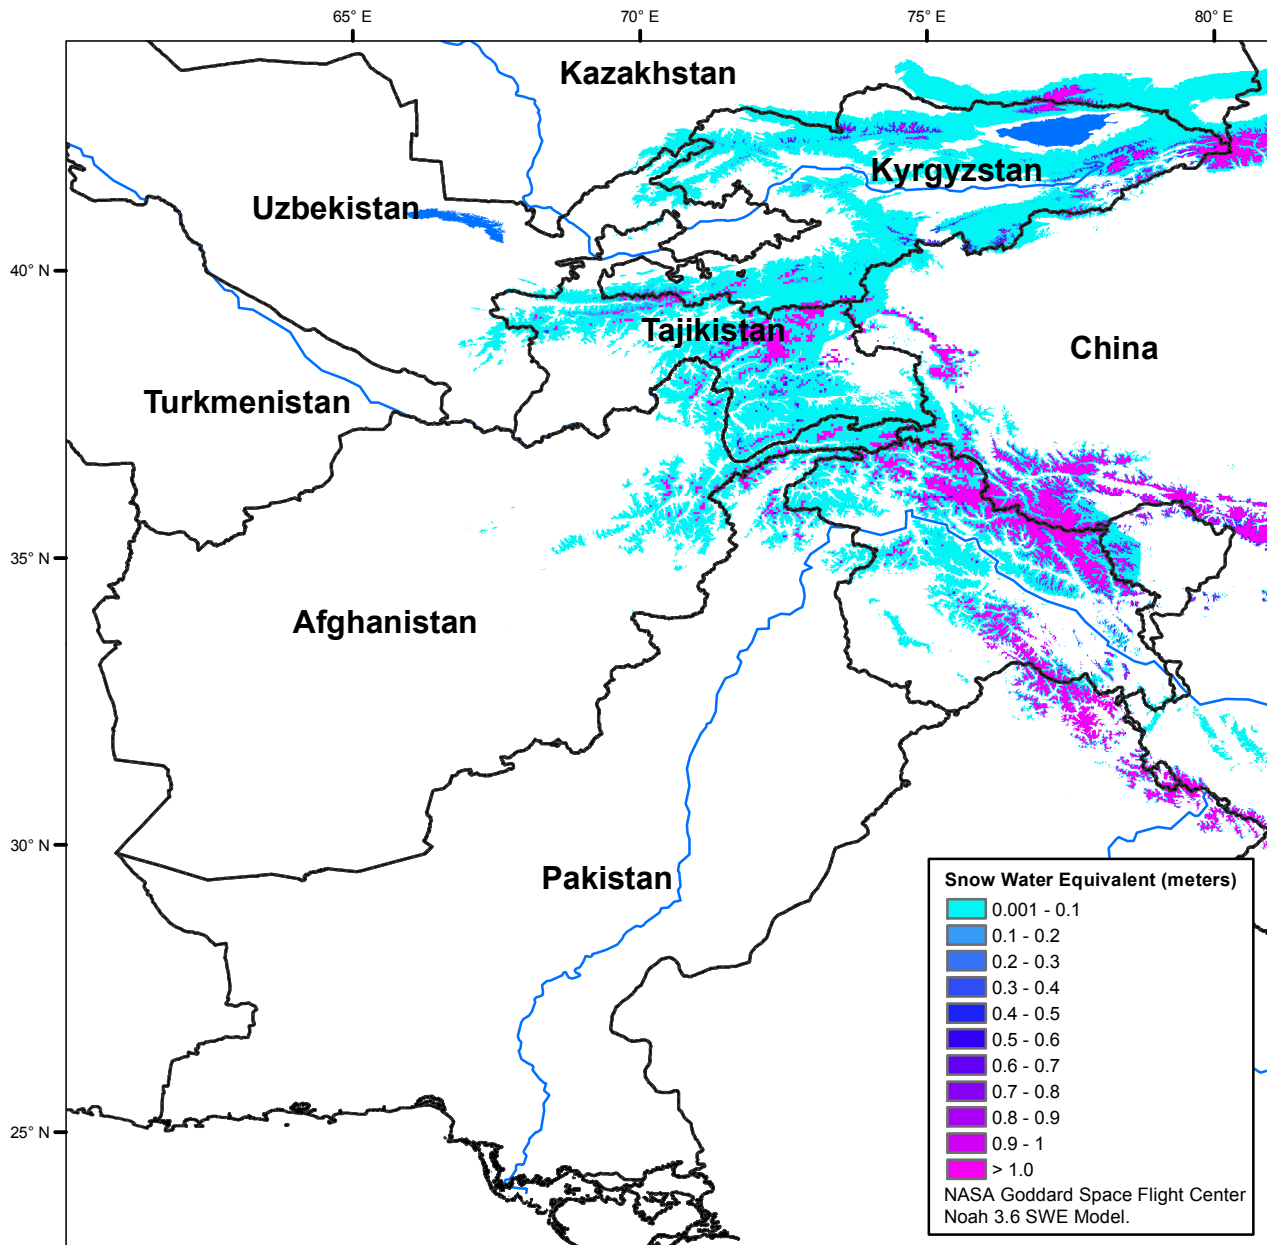 65° E
70° E
75° E
80° E
Kazakhstan
Kyrgyzstan
Uzbekistan
40° N
Tajikistan
China
Turkmenistan
35° N
Afghanistan
30° N
Pakistan
25° N
Snow Water Equivalent (meters)
0.001 - 0.1
0.1 - 0.2
0.2 - 0.3
0.3 - 0.4
0.4 - 0.5
0.5 - 0.6
0.6 - 0.7
0.7 - 0.8
0.8 - 0.9
0.9 - 1
> 1.0
NASA Goddard Space Flight Center
Noah 3.6 SWE Model.